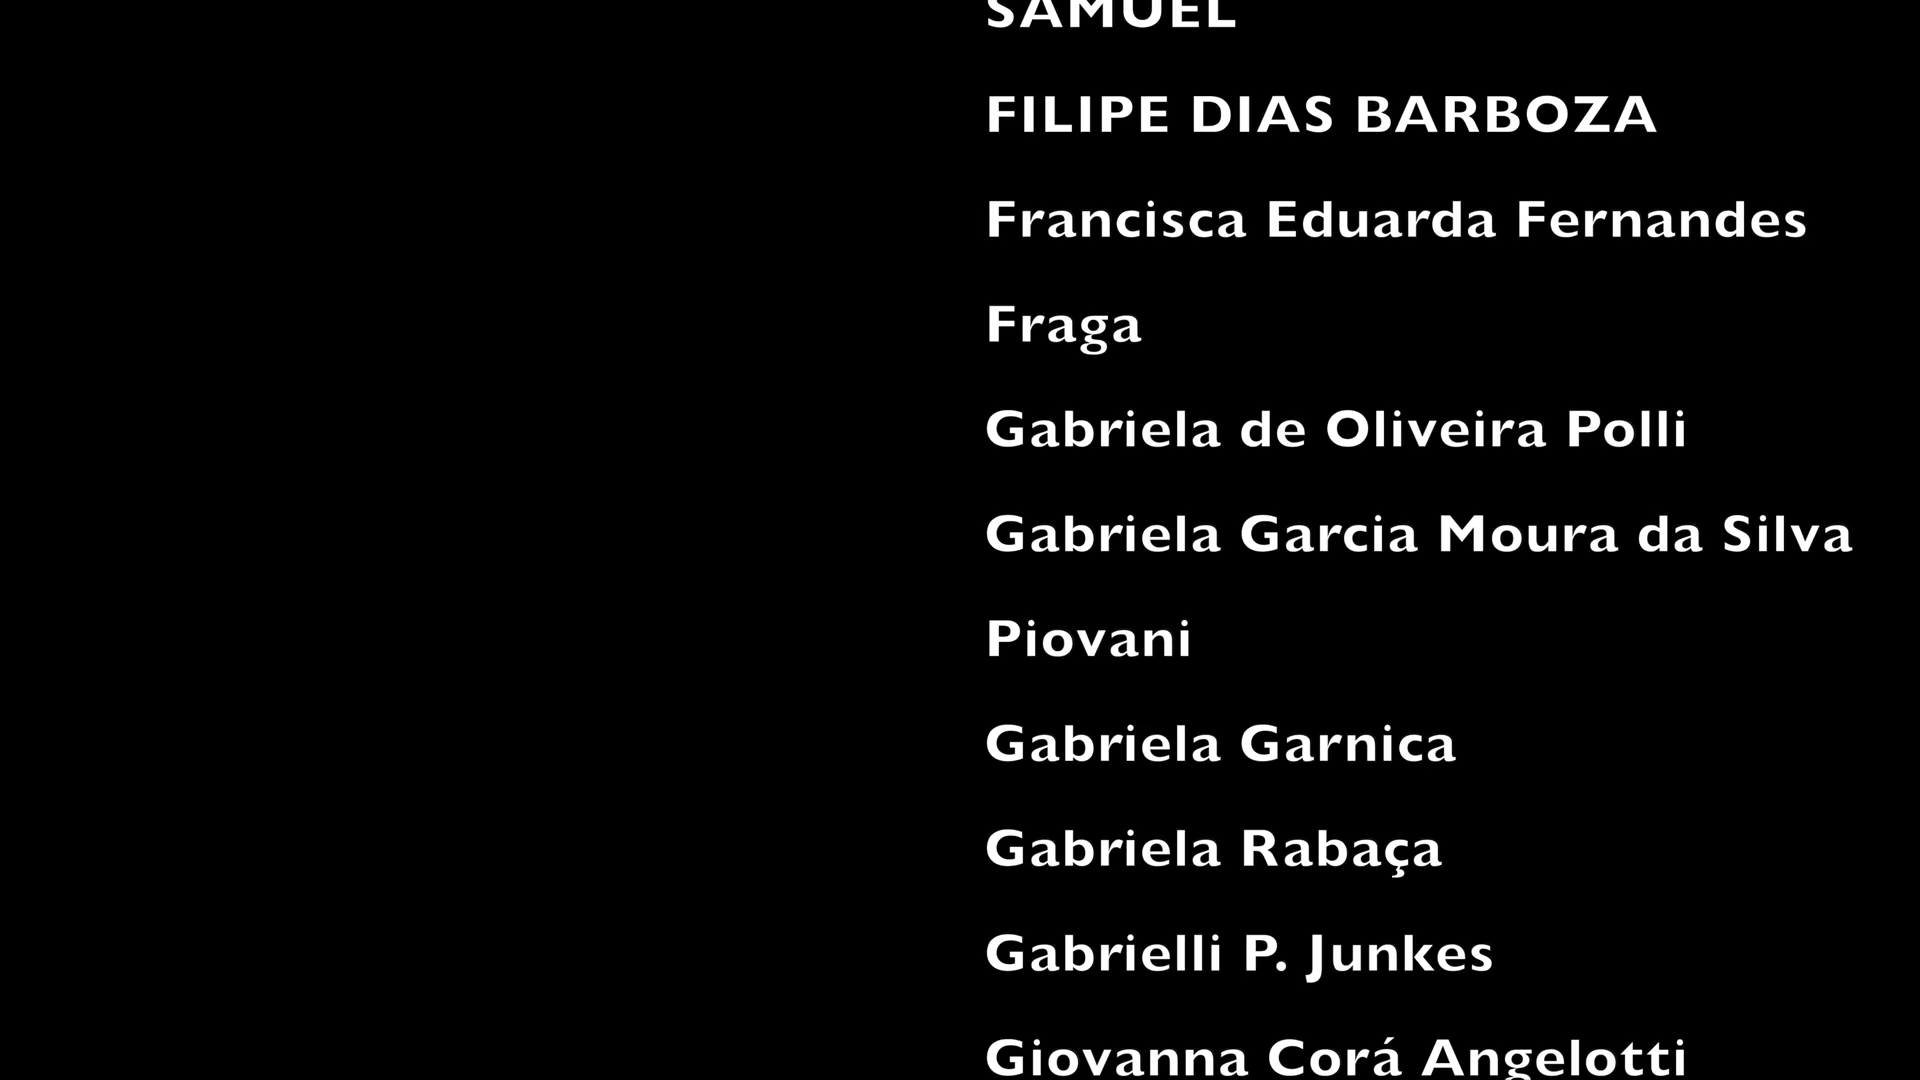 SAMUEL
FILIPE DIAS BARBOZA
Francisca Eduarda Fernandes
Fraga
Gabriela de Oliveira Polli
Gabriela Garcia Moura da Silva
Piovani
Gabriela Garnica
Gabriela Rabaça
Gabrielli P. Junkes
Giovanna Corá Angelotti